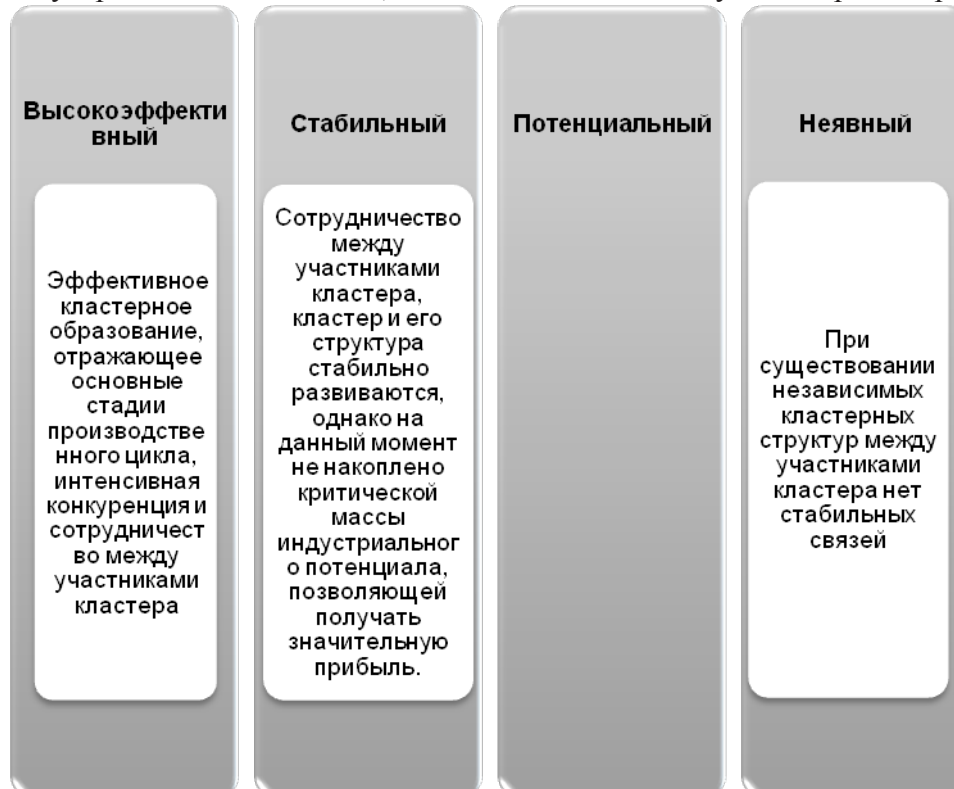 Высокоэффекти
вный
Эффективное
кластерное
образование,
отражающее
основные
стадии
производстве
нного цикла,
интенсивная
конкуренция и
сотрудничест
во между
участниками
кластера
Стабильный
Сотрудничество
между
участниками
кластера,
кластер и его
структура
стабильно
развиваются,
однако на
данный момент
не накоплено
критической
массы
индустриальног
о потенциала,
позволяющей
получать
значительную
прибыль.
Потенциальный
Неявный
При
существовании
независимых
кластерных
структур между
участниками
кластера нет
стабильных
связей